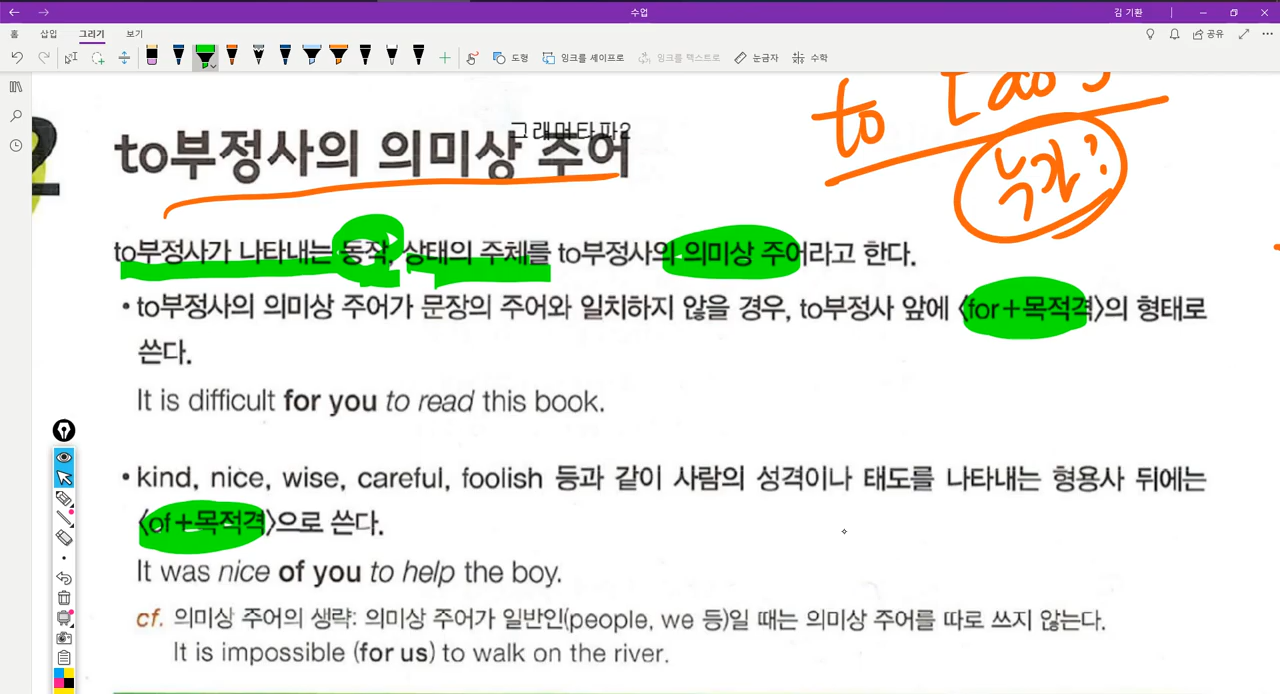 수업
김 기환
홈 삽입 그리기 보기
공유
도형 잉크를 셰이프로 잉크를 텍스트로 눈금자 수학
to
누가?
2
그래머타파2
to부정사의 의미상 주어
to부정사가 나타내는 동작, 상태의 주체를 to부정사의 의미상 주어라고 한다.
• to부정사의 의미상 주어가 문장의 주어와 일치하지 않을 경우, to부정사 앞에 〈for+목적격〉의 형태로
쓴다.
It is difficult for you to read this book.
• kind, nice, wise, careful, foolish 등과 같이 사람의 성격이나 태도를 나타내는 형용사 뒤에는
〈of+목적격〉으로 쓴다.
It was nice of you to help the boy.
cf. 의미상 주어의 생략: 의미상 주어가 일반인(people, we 등)일 때는 의미상 주어를 따로 쓰지 않는다.
It is impossible (for us) to walk on the river.